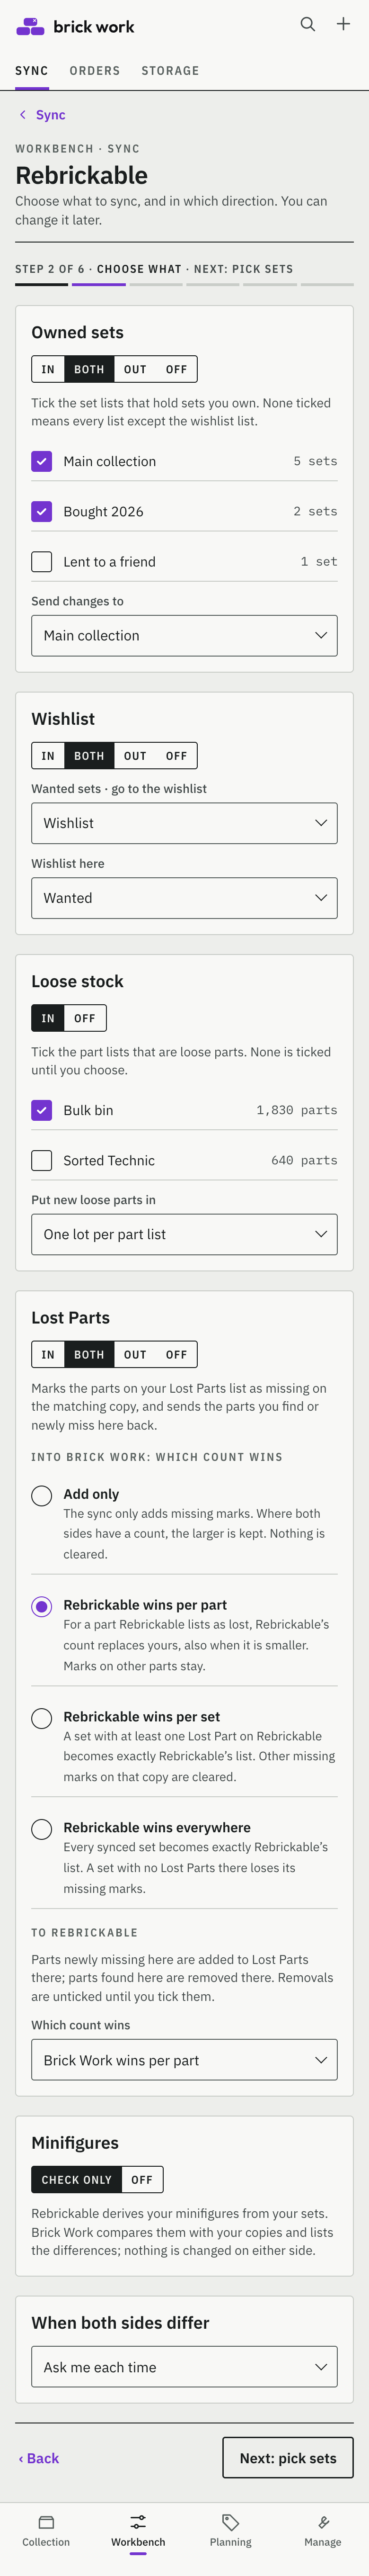 brick work
SYNC ORDERS STORAGE
‹ Sync
WORKBENCH · SYNC
Rebrickable
Choose what to sync, and in which direction. You can
change it later.
STEP 2 OF 6 · CHOOSE WHAT · NEXT: PICK SETS
Owned sets
IN BOTH OUT OFF
Tick the set lists that hold sets you own. None ticked
means every list except the wishlist list.
Main collection 5 sets
Bought 2026 2 sets
Lent to a friend 1 set
Send changes to
Main collection
Wishlist
IN BOTH OUT OFF
Wanted sets · go to the wishlist
Wishlist
Wishlist here
Wanted
Loose stock
IN OFF
Tick the part lists that are loose parts. None is ticked
until you choose.
Bulk bin 1,830 parts
Sorted Technic 640 parts
Put new loose parts in
One lot per part list
Lost Parts
IN BOTH OUT OFF
Marks the parts on your Lost Parts list as missing on
the matching copy, and sends the parts you find or
newly miss here back.
INTO BRICK WORK: WHICH COUNT WINS
Add only
The sync only adds missing marks. Where both
sides have a count, the larger is kept. Nothing is
cleared.
Rebrickable wins per part
For a part Rebrickable lists as lost, Rebrickable's
count replaces yours, also when it is smaller.
Marks on other parts stay.
Rebrickable wins per set
A set with at least one Lost Part on Rebrickable
becomes exactly Rebrickable's list. Other missing
marks on that copy are cleared.
Rebrickable wins everywhere
Every synced set becomes exactly Rebrickable's
list. A set with no Lost Parts there loses its
missing marks.
TO REBRICKABLE
Parts newly missing here are added to Lost Parts
there; parts found here are removed there. Removals
are unticked until you tick them.
Which count wins
Brick Work wins per part
Minifigures
CHECK ONLY OFF
Rebrickable derives your minifigures from your sets.
Brick Work compares them with your copies and lists
the differences; nothing is changed on either side.
When both sides differ
Ask me each time
‹ Back Next: pick sets
Collection Workbench Planning Manage